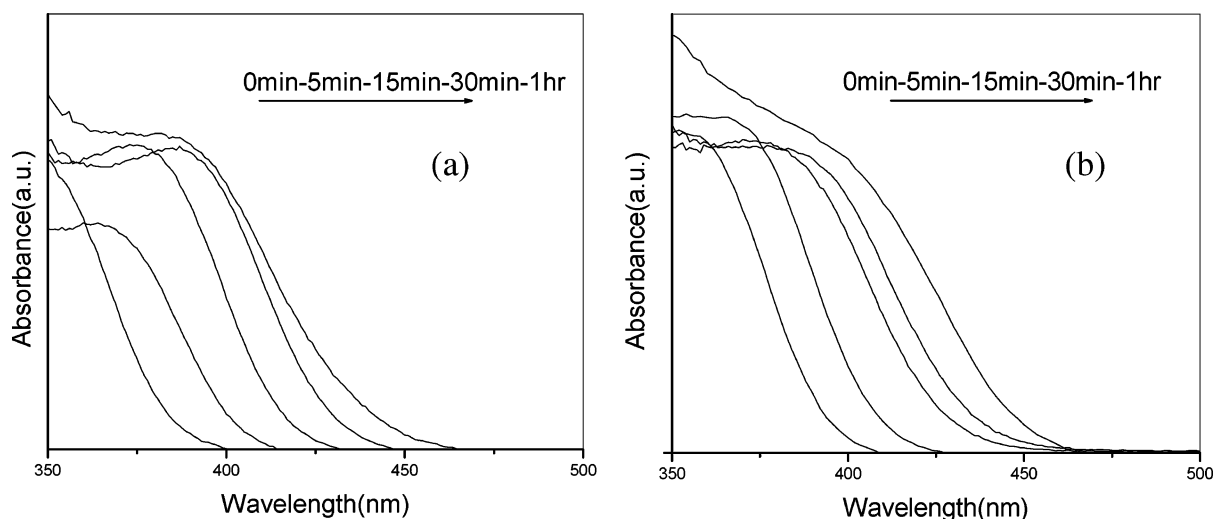 0min-5min-15min-30min-1hr
(a)
Absorbance(a.u.)
350
400
450
500
Wavelength(nm)
0min-5min-15min-30min-1hr
(b)
Absorbance(a.u.)
350
400
450
500
Wavelength(nm)